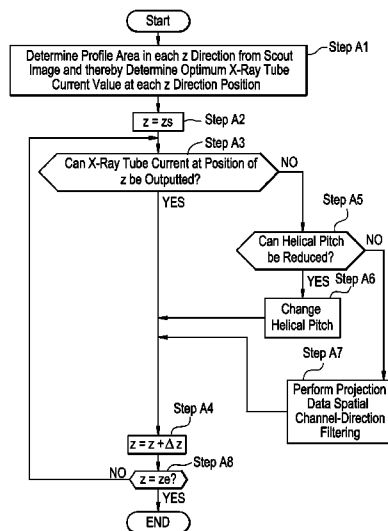 Start
Step A1
Determine Profile Area in each z Direction from Scout
Image and thereby Determine Optimum X-Ray Tube
Current Value at each z Direction Position
Step A2
z = zs
Step A3
Can X-Ray Tube Current at Position of
z be Outputted?
NO
YES
Step A5
Can Helical Pitch
be Reduced?
NO
YES
Step A6
Change
Helical Pitch
Step A7
Perform Projection
Data Spatial
Channel-Direction
Filtering
Step A4
z = z + Δ z
Step A8
NO
z = ze?
YES
END